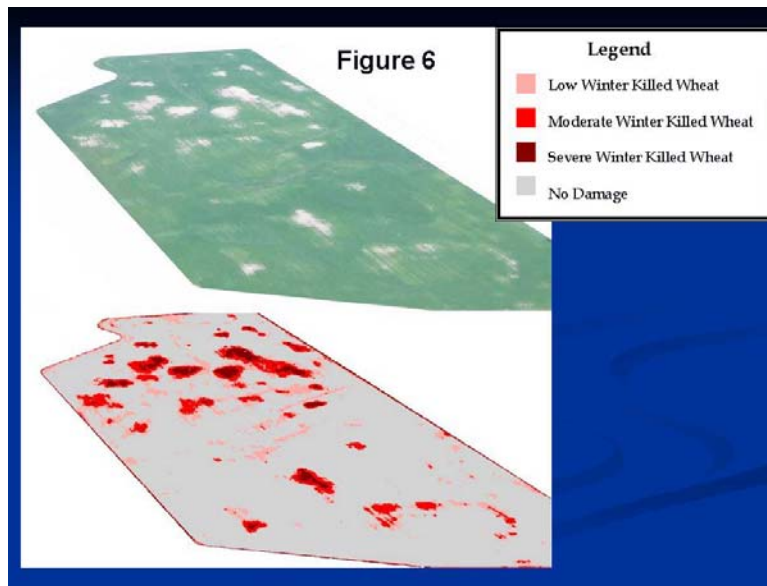 Figure 6
Legend
Low Winter Killed Wheat
Moderate Winter Killed Wheat
Severe Winter Killed Wheat
No Damage